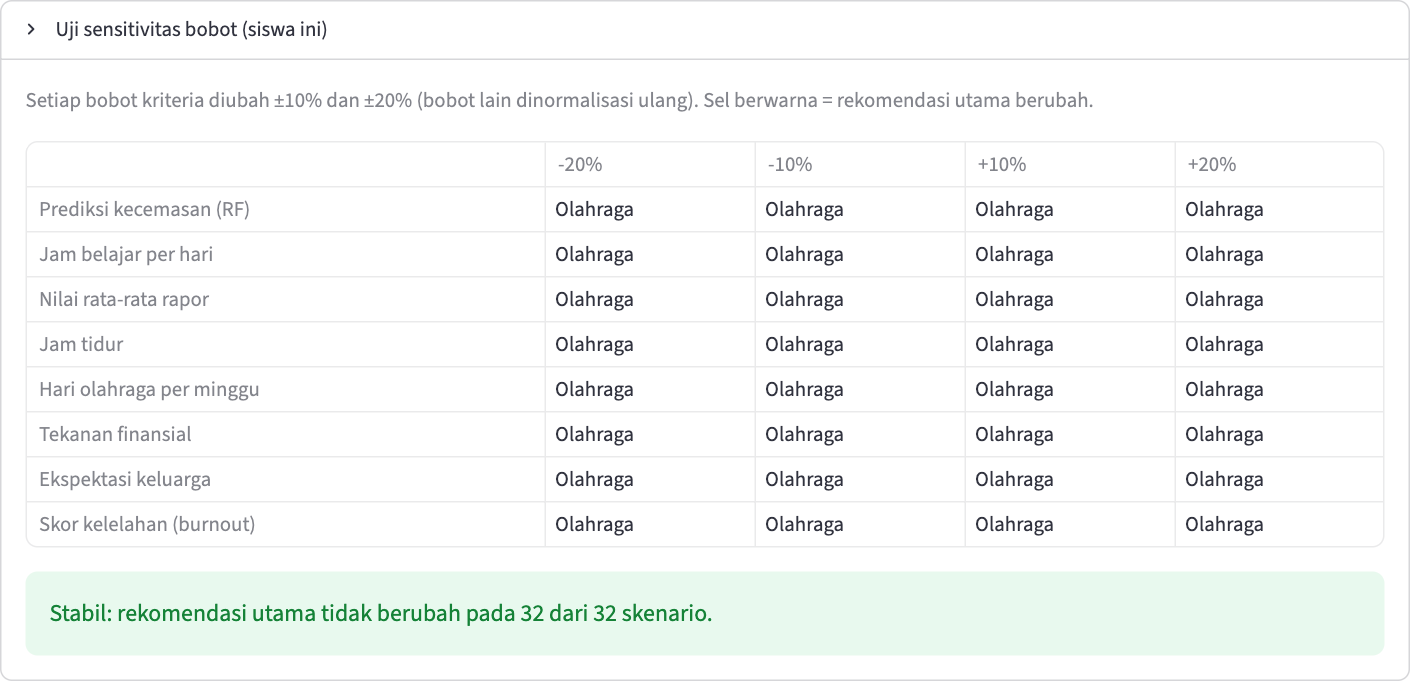 Uji sensitivitas bobot (siswa ini)
Setiap bobot kriteria diubah ±10% dan ±20% (bobot lain dinormalisasi ulang). Sel berwarna = rekomendasi utama berubah.
-20% -10% +10% +20%
Prediksi kecemasan (RF) Olahraga Olahraga Olahraga Olahraga
Jam belajar per hari Olahraga Olahraga Olahraga Olahraga
Nilai rata-rata rapor Olahraga Olahraga Olahraga Olahraga
Jam tidur Olahraga Olahraga Olahraga Olahraga
Hari olahraga per minggu Olahraga Olahraga Olahraga Olahraga
Tekanan finansial Olahraga Olahraga Olahraga Olahraga
Ekspektasi keluarga Olahraga Olahraga Olahraga Olahraga
Skor kelelahan (burnout) Olahraga Olahraga Olahraga Olahraga
Stabil: rekomendasi utama tidak berubah pada 32 dari 32 skenario.